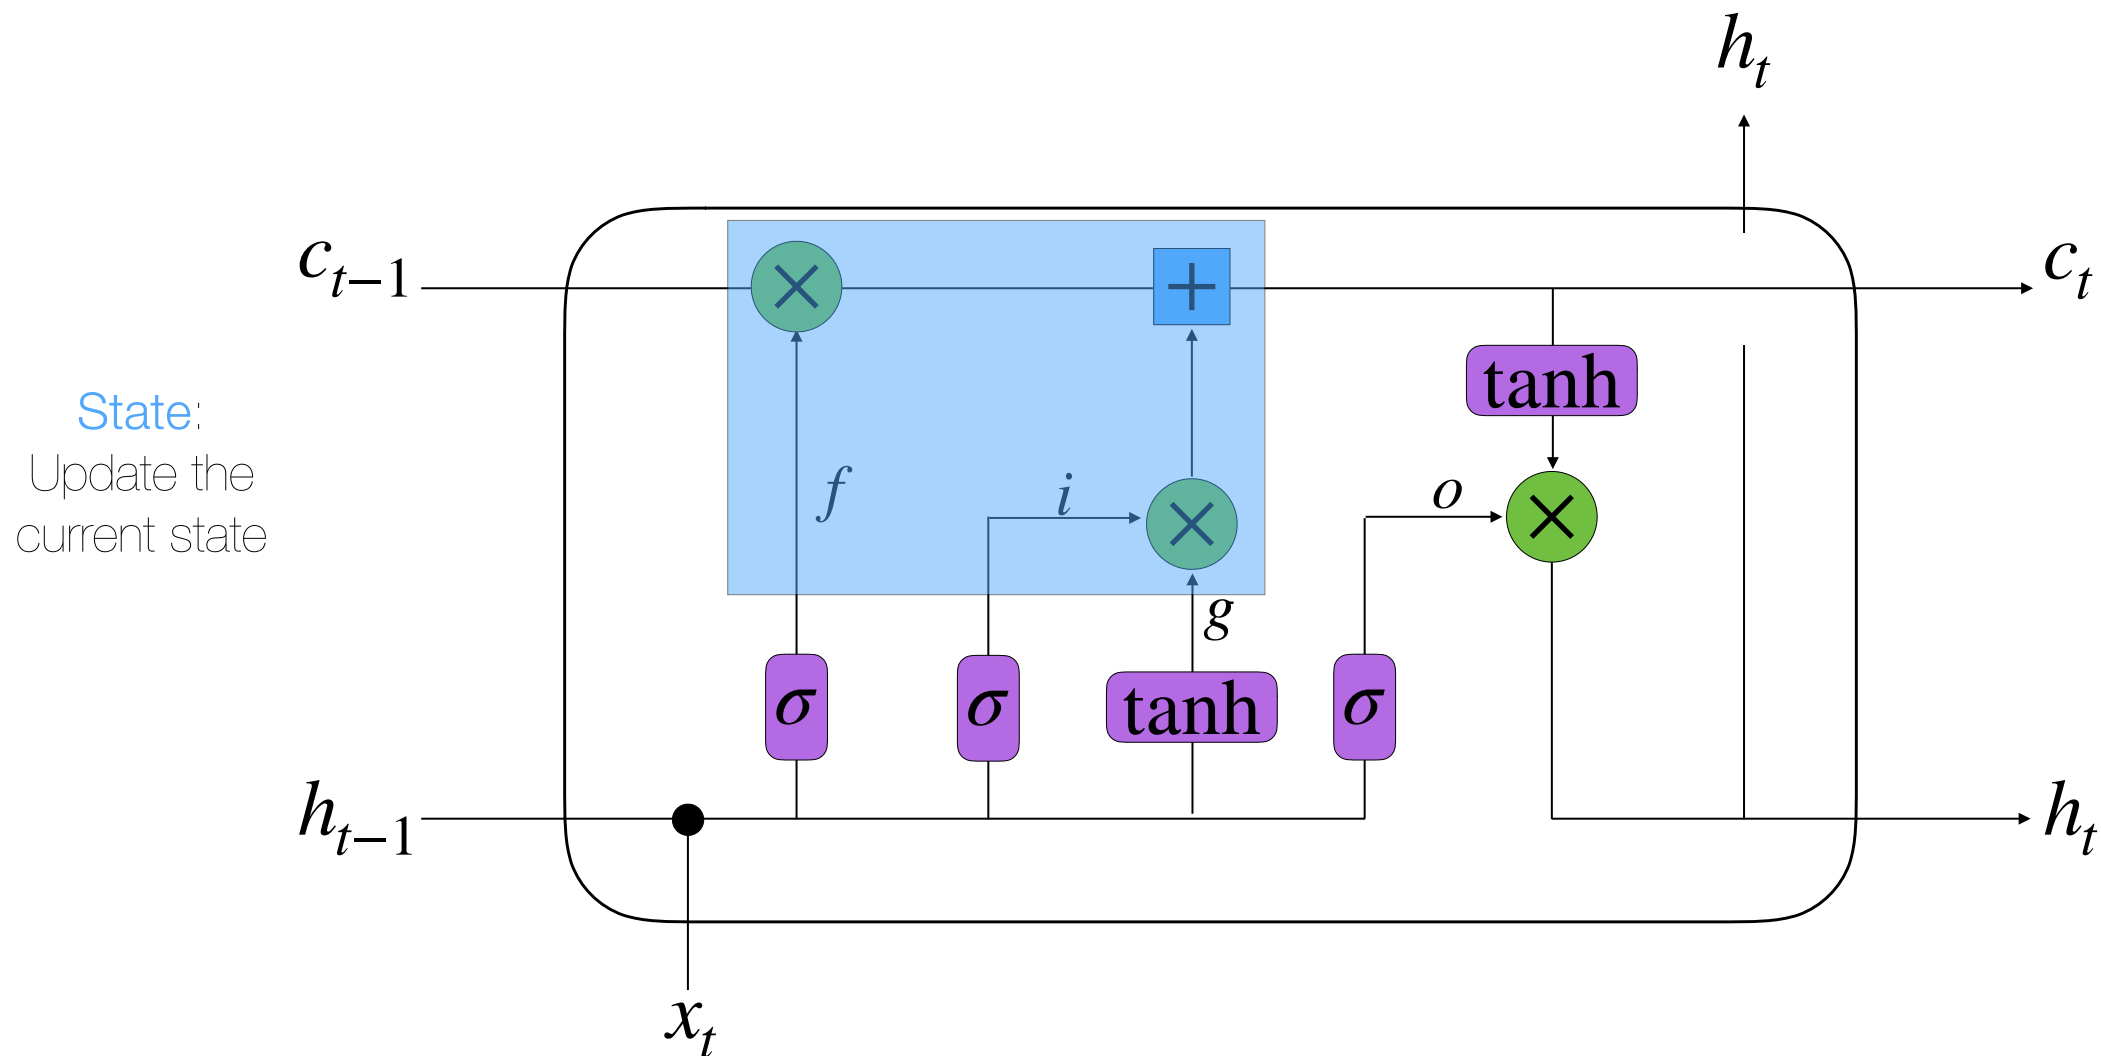 h_t
c_{t−1}
c_t
tanh
State:
Update the
current state
f
i
o
g
σ
σ
tanh
σ
h_{t−1}
h_t
x_t